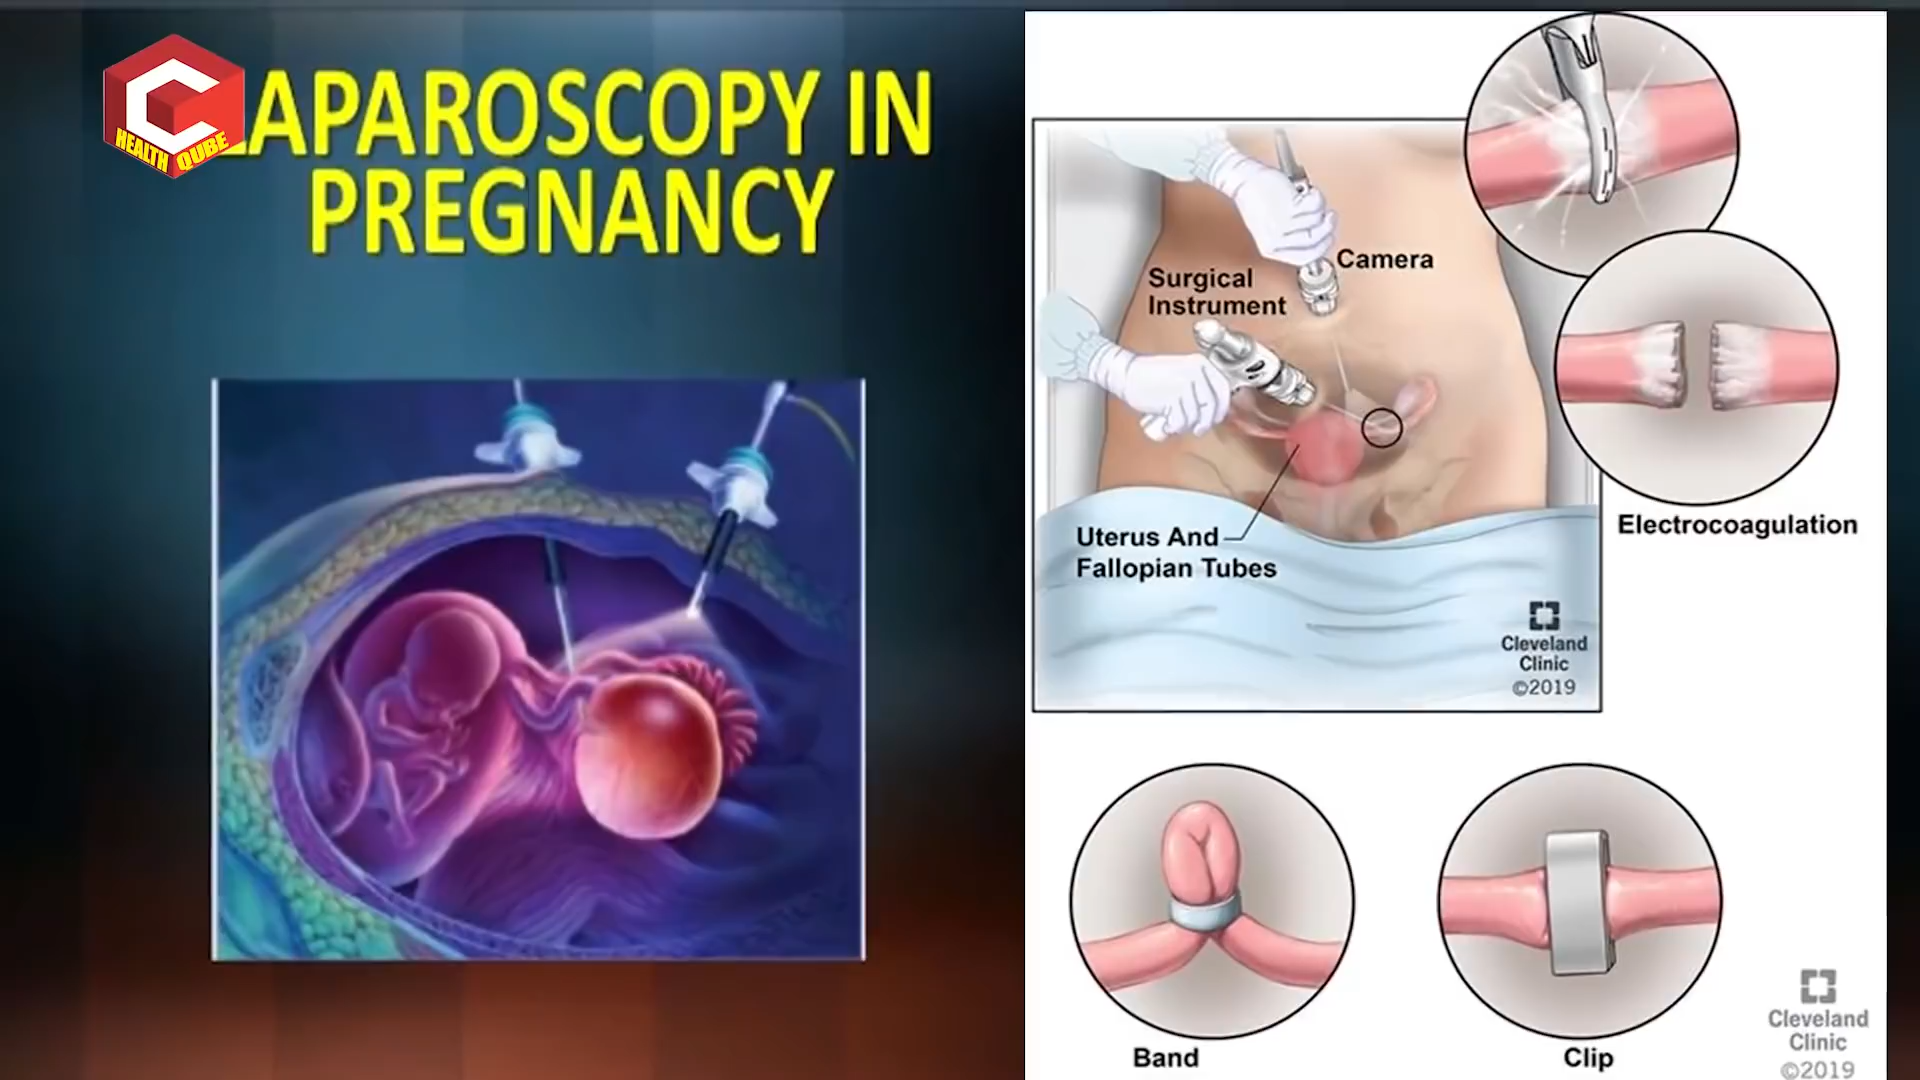 HEALTH QUBE
LAPAROSCOPY IN
PREGNANCY
Camera
Surgical
Instrument
Uterus And
Fallopian Tubes
Cleveland
Clinic
©2019
Electrocoagulation
Band
Clip
Cleveland
Clinic
©2019